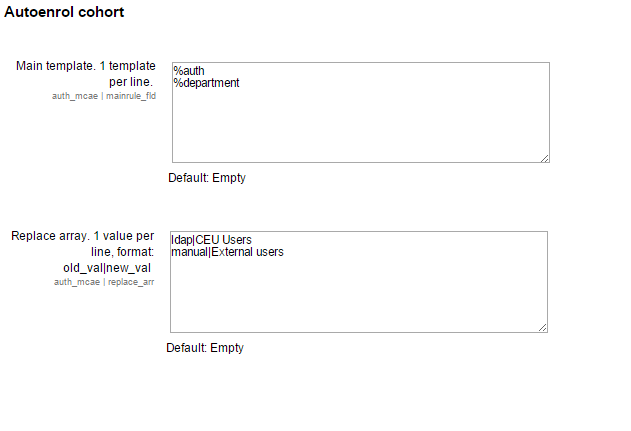 Autoenrol cohort
Main template. 1 template
per line.
auth_mcae | mainrule_fld
%auth
%department
Default: Empty
Replace array. 1 value per
line, format:
old_val|new_val
auth_mcae | replace_arr
ldap|CEU Users
manual|External users
Default: Empty